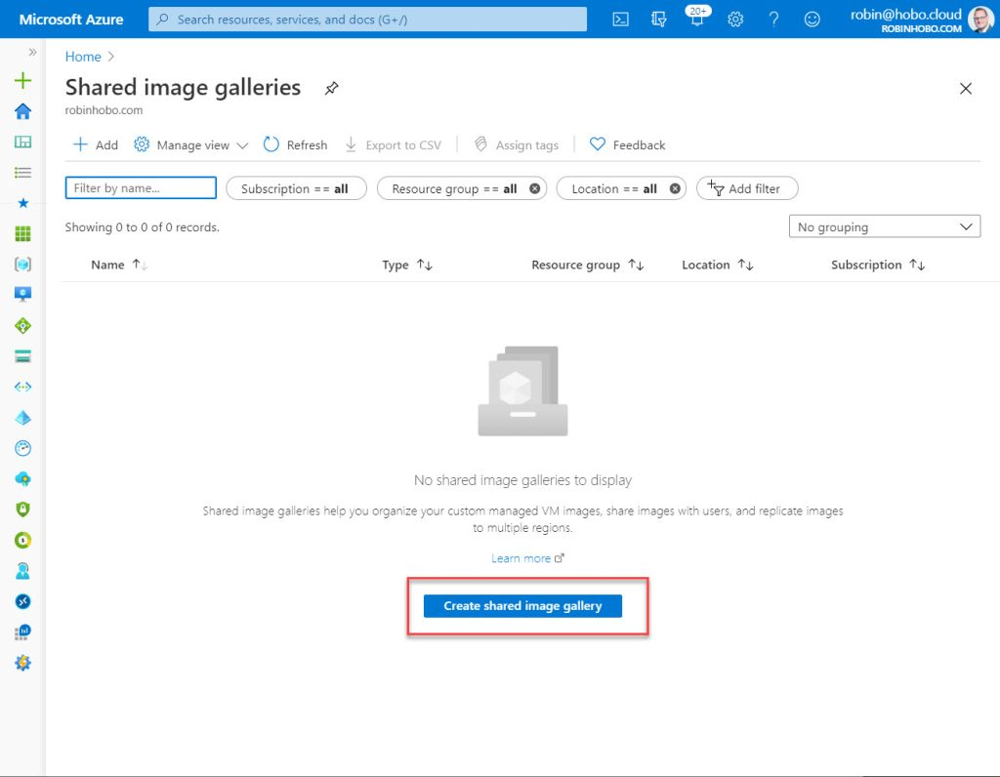 Microsoft Azure
Search resources, services, and docs (G+/)
20+
robin@hobo.cloud
ROBINHOBO.COM
Home
Shared image galleries
robinhobo.com
Add
Manage view
Refresh
Export to CSV
Assign tags
Feedback
Filter by name...
Subscription == all
Resource group == all
Location == all
Add filter
Showing 0 to 0 of 0 records.
No grouping
Name
Type
Resource group
Location
Subscription
No shared image galleries to display
Shared image galleries help you organize your custom managed VM images, share images with users, and replicate images
to multiple regions.
Learn more
Create shared image gallery